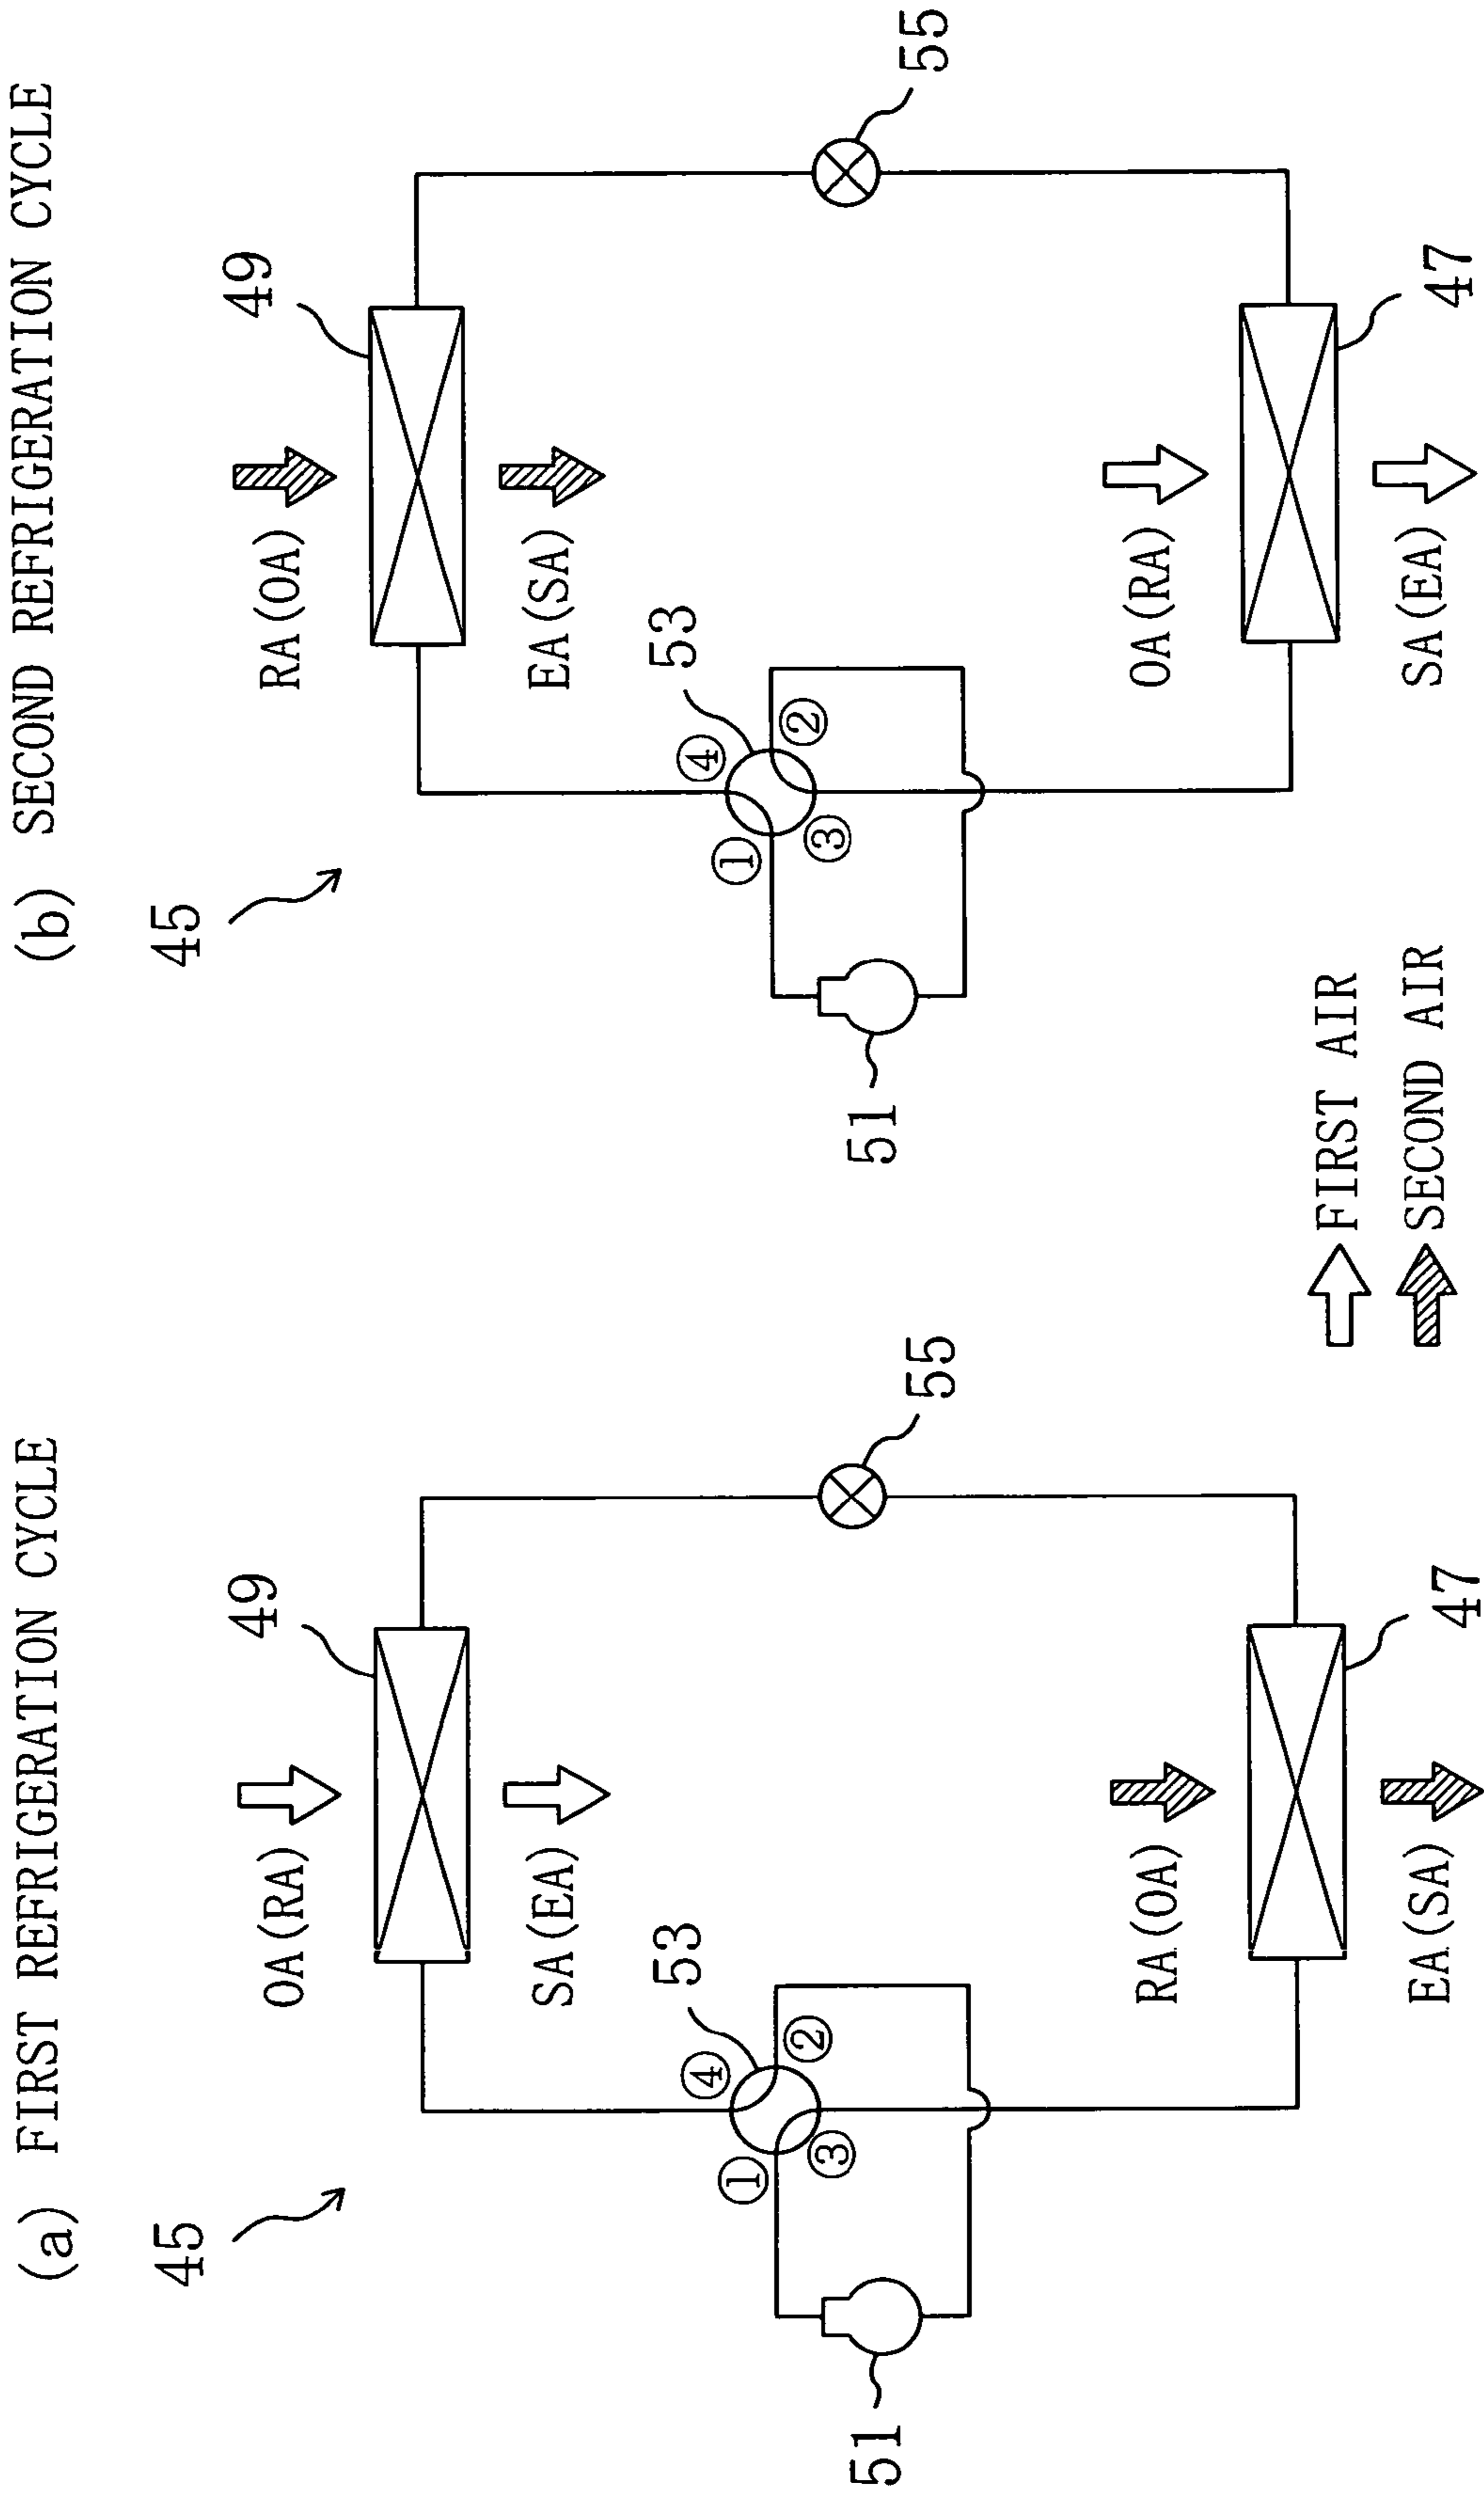 (a) FIRST REFRIGERATION CYCLE
45
OA(RA)
49
SA(EA)
53
④
②
①
③
51
55
RA(OA)
EA(SA)
47
(b) SECOND REFRIGERATION CYCLE
45
RA(OA)
49
EA(SA)
53
④
②
①
③
51
55
OA(RA)
SA(EA)
47
FIRST AIR
SECOND AIR